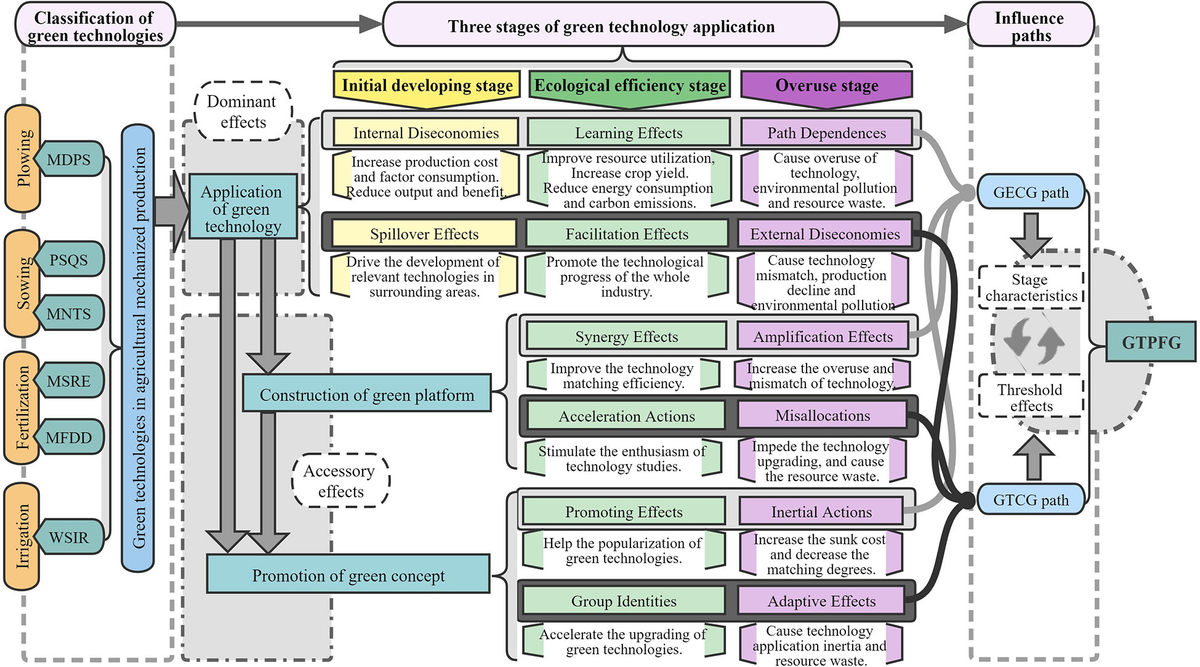 Classification of
green technologies
Three stages of green technology application
Influence
paths
Plowing
MDPS
Sowing
PSQS
MNTS
Fertilization
MSRE
MFDD
Irrigation
WSIR
Green technologies in agricultural mechanized production
Dominant
effects
Application
of green
technology
Construction of green platform
Accessory
effects
Promotion of green concept
Initial developing stage
Ecological efficiency stage
Overuse stage
Internal Diseconomies
Learning Effects
Path Dependences
Increase production cost
and factor consumption.
Reduce output and benefit.
Improve resource utilization,
Increase crop yield.
Reduce energy consumption
and carbon emissions.
Cause overuse of
technology,
environmental pollution
and resource waste.
Spillover Effects
Facilitation Effects
External Diseconomies
Drive the development of
relevant technologies in
surrounding areas.
Promote the technological
progress of the whole
industry.
Cause technology
mismatch, production
decline and
environmental pollution
Synergy Effects
Amplification Effects
Improve the technology
matching efficiency.
Increase the overuse and
mismatch of technology.
Acceleration Actions
Misallocations
Stimulate the enthusiasm of
technology studies.
Impede the technology
upgrading, and cause
the resource waste.
Promoting Effects
Inertial Actions
Help the popularization of
green technologies.
Increase the sunk cost
and decrease the
matching degrees.
Group Identities
Adaptive Effects
Accelerate the upgrading of
green technologies.
Cause technology
application inertia and
resource waste.
GECG path
Stage
characteristics
Threshold
effects
GTCG path
GTPFG